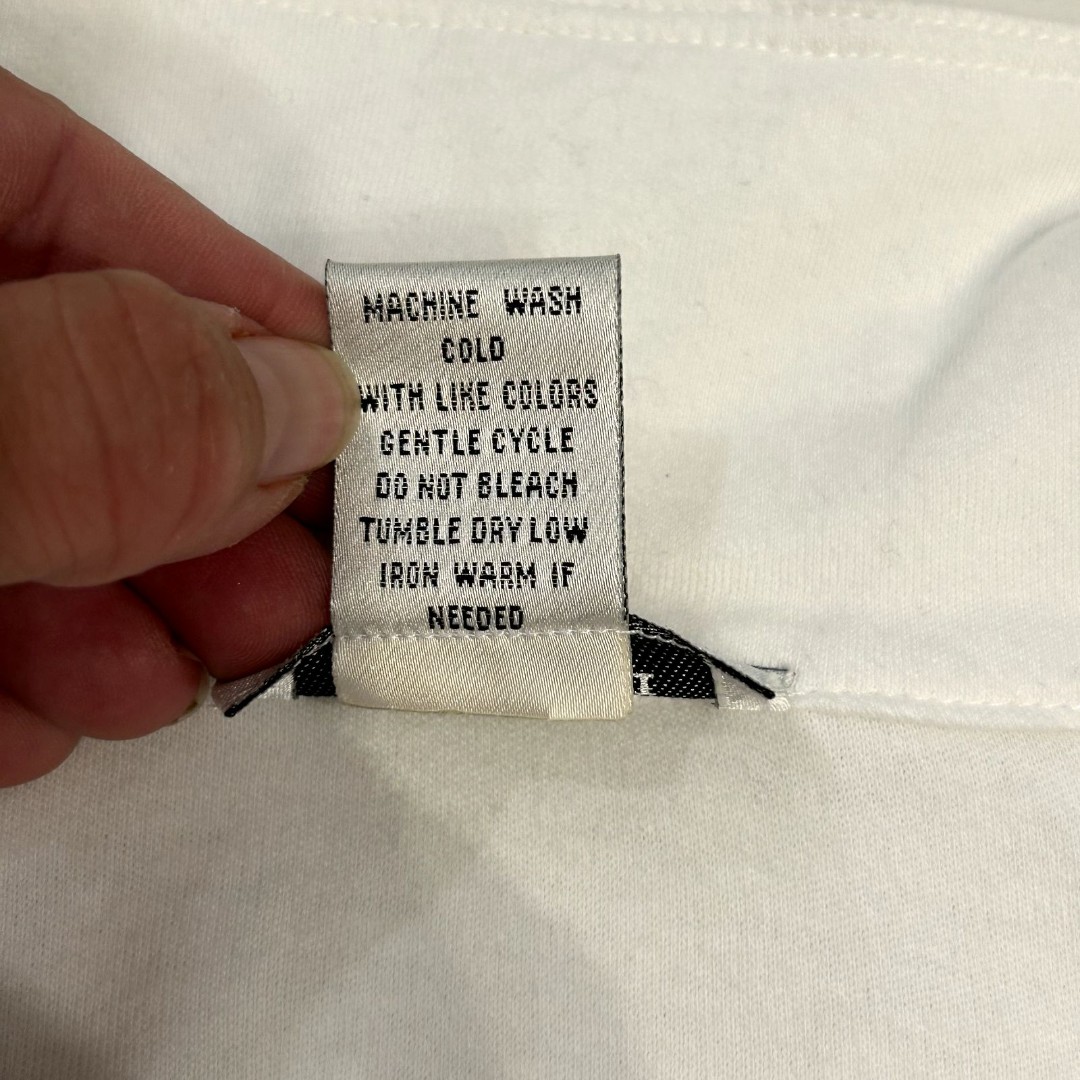 MACHINE WASH
COLD
WITH LIKE COLORS
GENTLE CYCLE
DO NOT BLEACH
TUMBLE DRY LOW
IRON WARM IF
NEEDED